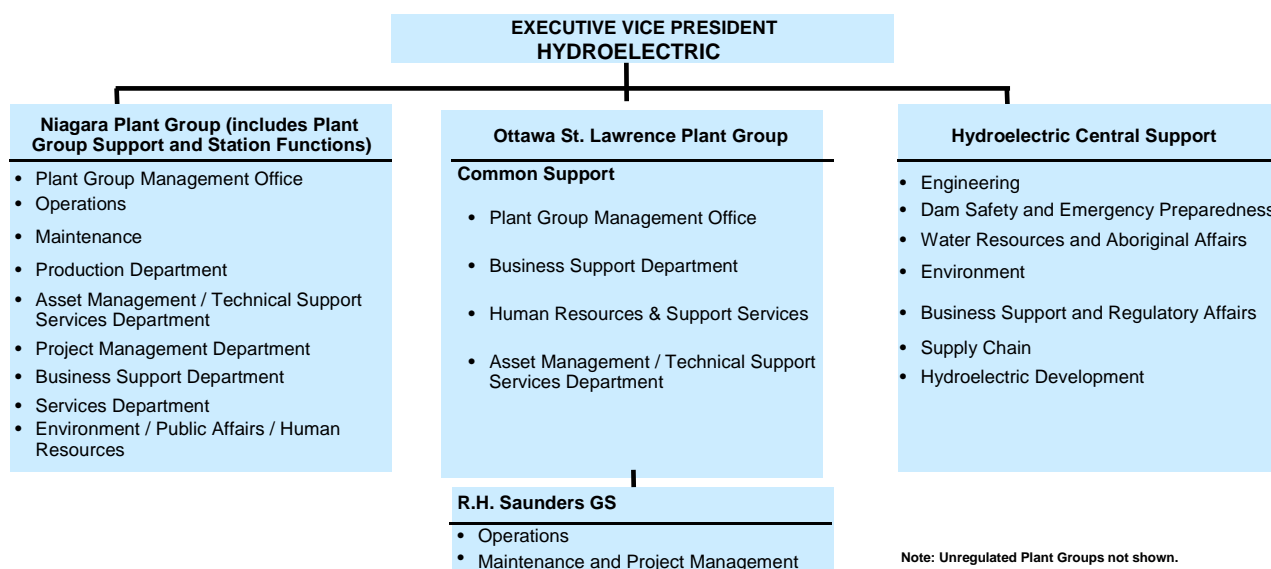 EXECUTIVE VICE PRESIDENT
HYDROELECTRIC
Niagara Plant Group (includes Plant
Group Support and Station Functions)
• Plant Group Management Office
• Operations
• Maintenance
• Production Department
• Asset Management / Technical Support
Services Department
• Project Management Department
• Business Support Department
• Services Department
• Environment / Public Affairs / Human
Resources
Ottawa St. Lawrence Plant Group
Common Support
• Plant Group Management Office
• Business Support Department
• Human Resources & Support Services
• Asset Management / Technical Support
Services Department
R.H. Saunders GS
• Operations
• Maintenance and Project Management
Hydroelectric Central Support
• Engineering
• Dam Safety and Emergency Preparedness
• Water Resources and Aboriginal Affairs
• Environment
• Business Support and Regulatory Affairs
• Supply Chain
• Hydroelectric Development
Note: Unregulated Plant Groups not shown.